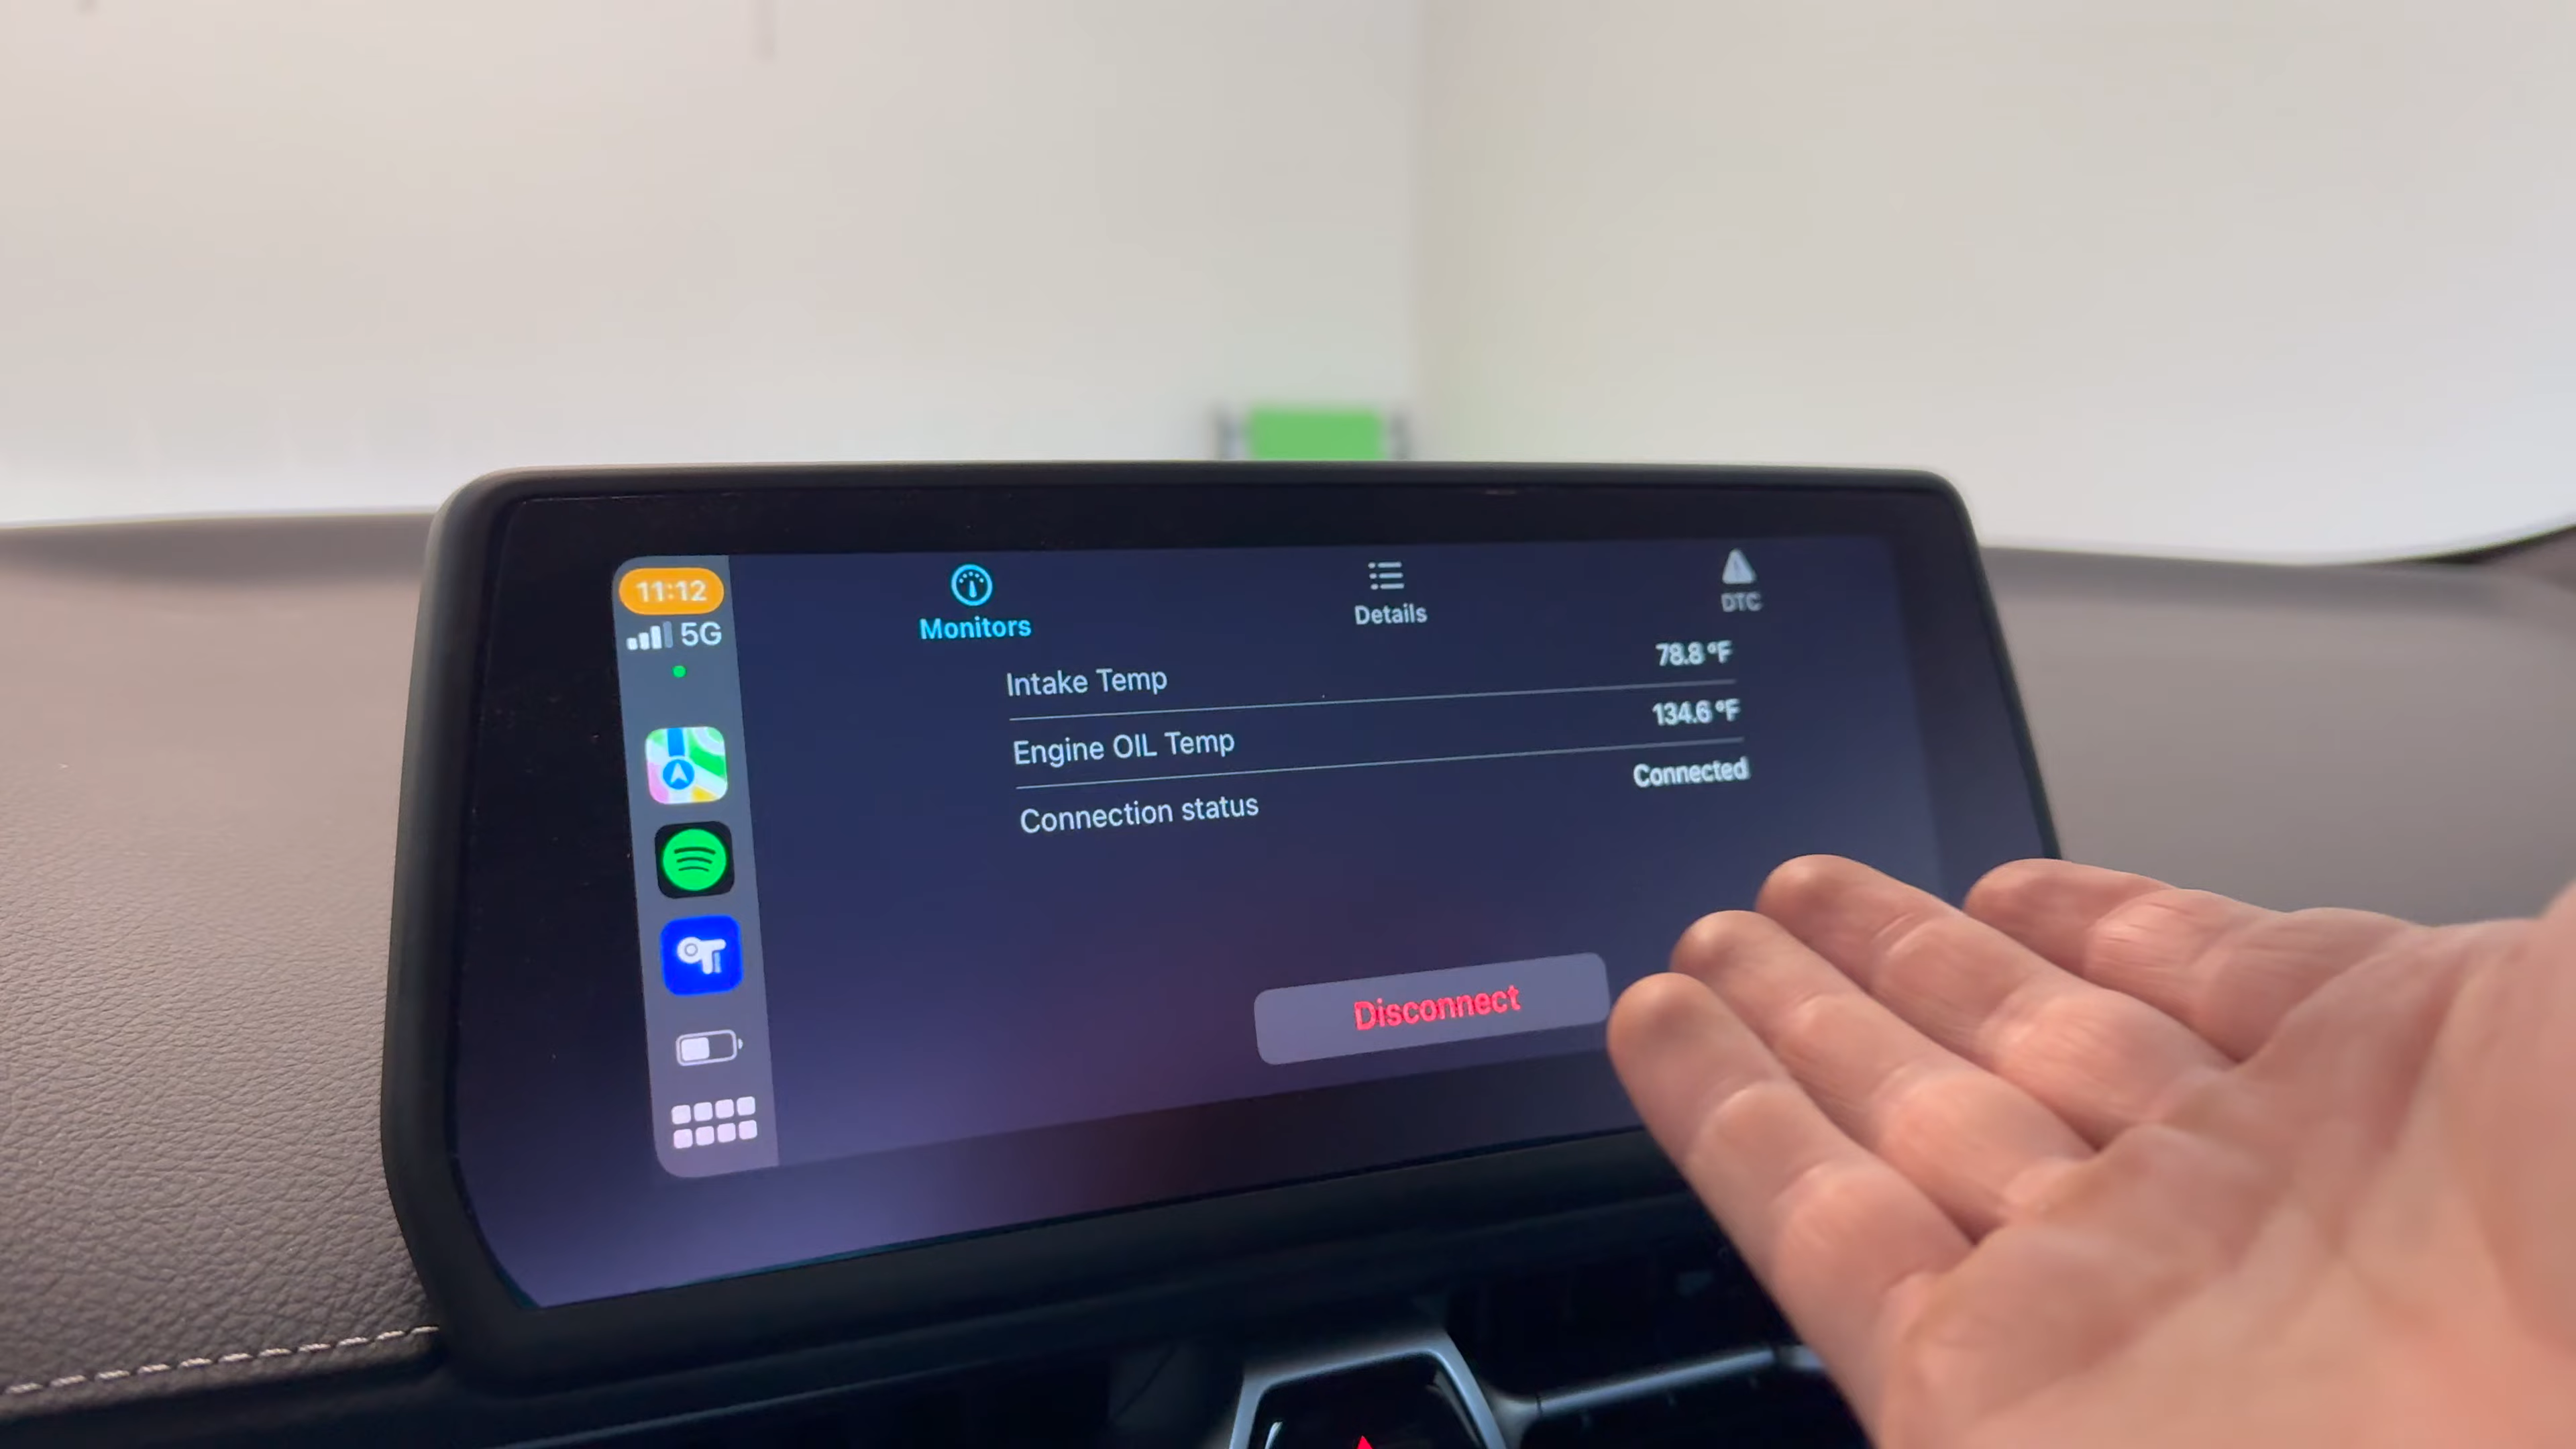 11:12
5G
Monitors
Details
DTC
Intake Temp 78.8 °F
Engine OIL Temp 134.6 °F
Connection status Connected
Disconnect